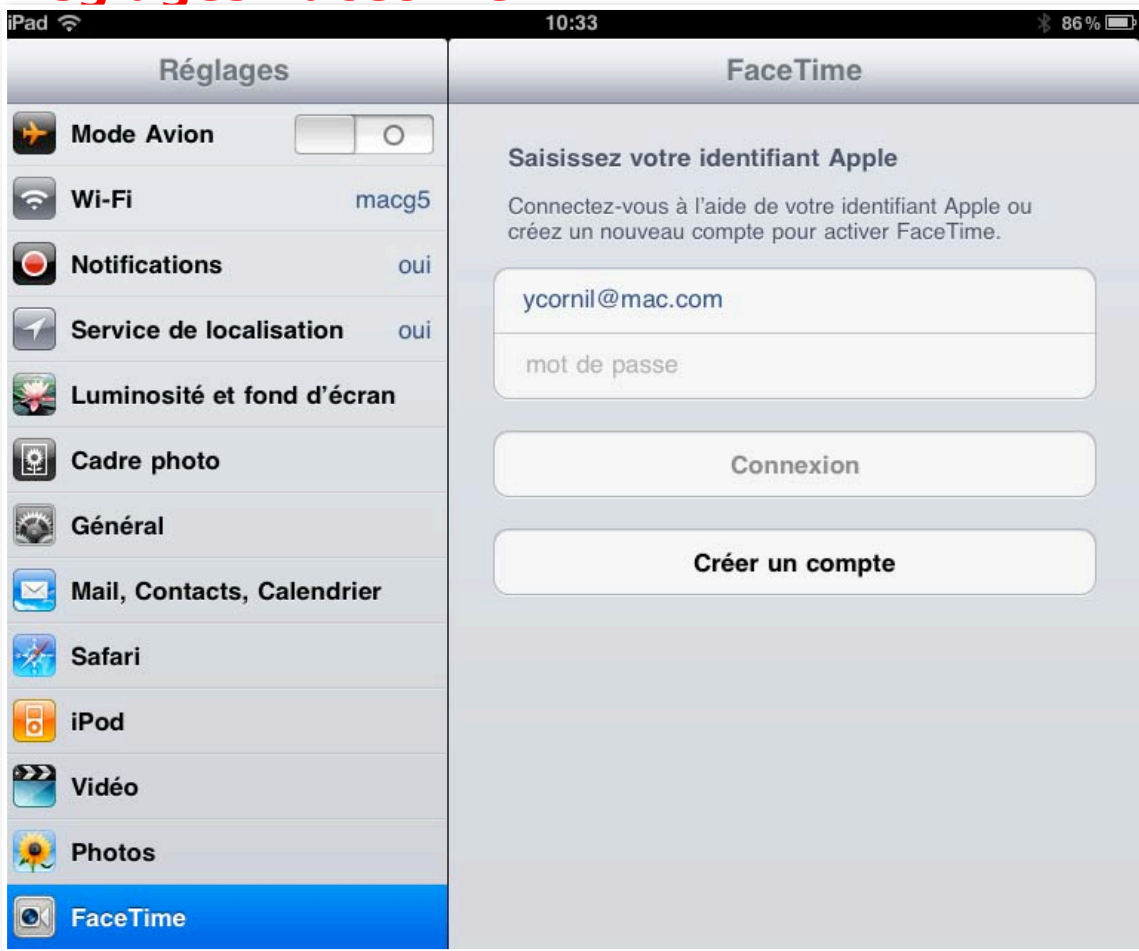 iPad 10:33 86 %
Réglages
Mode Avion
Wi-Fi macg5
Notifications oui
Service de localisation oui
Luminosité et fond d’écran
Cadre photo
Général
Mail, Contacts, Calendrier
Safari
iPod
Vidéo
Photos
FaceTime
FaceTime
Saisissez votre identifiant Apple
Connectez-vous à l’aide de votre identifiant Apple ou
créez un nouveau compte pour activer FaceTime.
ycornil@mac.com
mot de passe
Connexion
Créer un compte